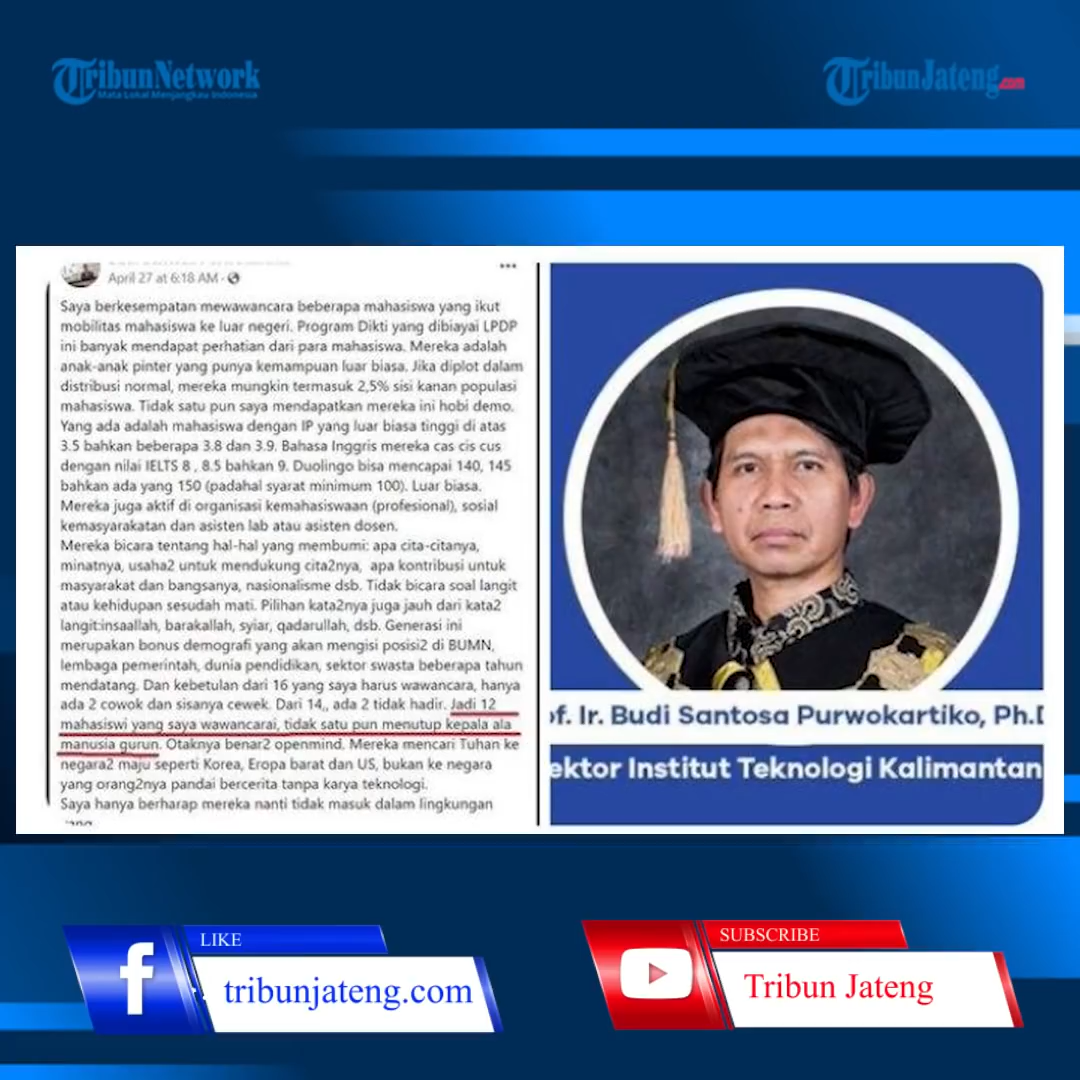 TribunNetwork
Mata Lokal Menjangkau Indonesia
TribunJateng.com
April 27 at 6:18 AM ·
Saya berkesempatan mewawancara beberapa mahasiswa yang ikut
mobilitas mahasiswa ke luar negeri. Program Dikti yang dibiayai LPDP
ini banyak mendapat perhatian dari para mahasiswa. Mereka adalah
anak-anak pinter yang punya kemampuan luar biasa. Jika diplot dalam
distribusi normal, mereka mungkin termasuk 2,5% sisi kanan populasi
mahasiswa. Tidak satu pun saya mendapatkan mereka ini hobi demo.
Yang ada adalah mahasiswa dengan IP yang luar biasa tinggi di atas
3.5 bahkan beberapa 3.8 dan 3.9. Bahasa Inggris mereka cas cis cus
dengan nilai IELTS 8 , 8.5 bahkan 9. Duolingo bisa mencapai 140, 145
bahkan ada yang 150 (padahal syarat minimum 100). Luar biasa.
Mereka juga aktif di organisasi kemahasiswaan (profesional), sosial
kemasyarakatan dan asisten lab atau asisten dosen.
Mereka bicara tentang hal-hal yang membumi: apa cita-citanya,
minatnya, usaha2 untuk mendukung cita2nya,  apa kontribusi untuk
masyarakat dan bangsanya, nasionalisme dsb. Tidak bicara soal langit
atau kehidupan sesudah mati. Pilihan kata2nya juga jauh dari kata2
langit:insaallah, barakallah, syiar, qadarullah, dsb. Generasi ini
merupakan bonus demografi yang akan mengisi posisi2 di BUMN,
lembaga pemerintah, dunia pendidikan, sektor swasta beberapa tahun
mendatang. Dan kebetulan dari 16 yang saya harus wawancara, hanya
ada 2 cowok dan sisanya cewek. Dari 14,, ada 2 tidak hadir. Jadi 12
mahasiswi yang saya wawancarai, tidak satu pun menutup kepala ala
manusia gurun. Otaknya benar2 openmind. Mereka mencari Tuhan ke
negara2 maju seperti Korea, Eropa barat dan US, bukan ke negara
yang orang2nya pandai bercerita tanpa karya teknologi.
Saya hanya berharap mereka nanti tidak masuk dalam lingkungan
of. Ir. Budi Santosa Purwokartiko, Ph.D
ektor Institut Teknologi Kalimantan
LIKE
tribunjateng.com
SUBSCRIBE
Tribun Jateng